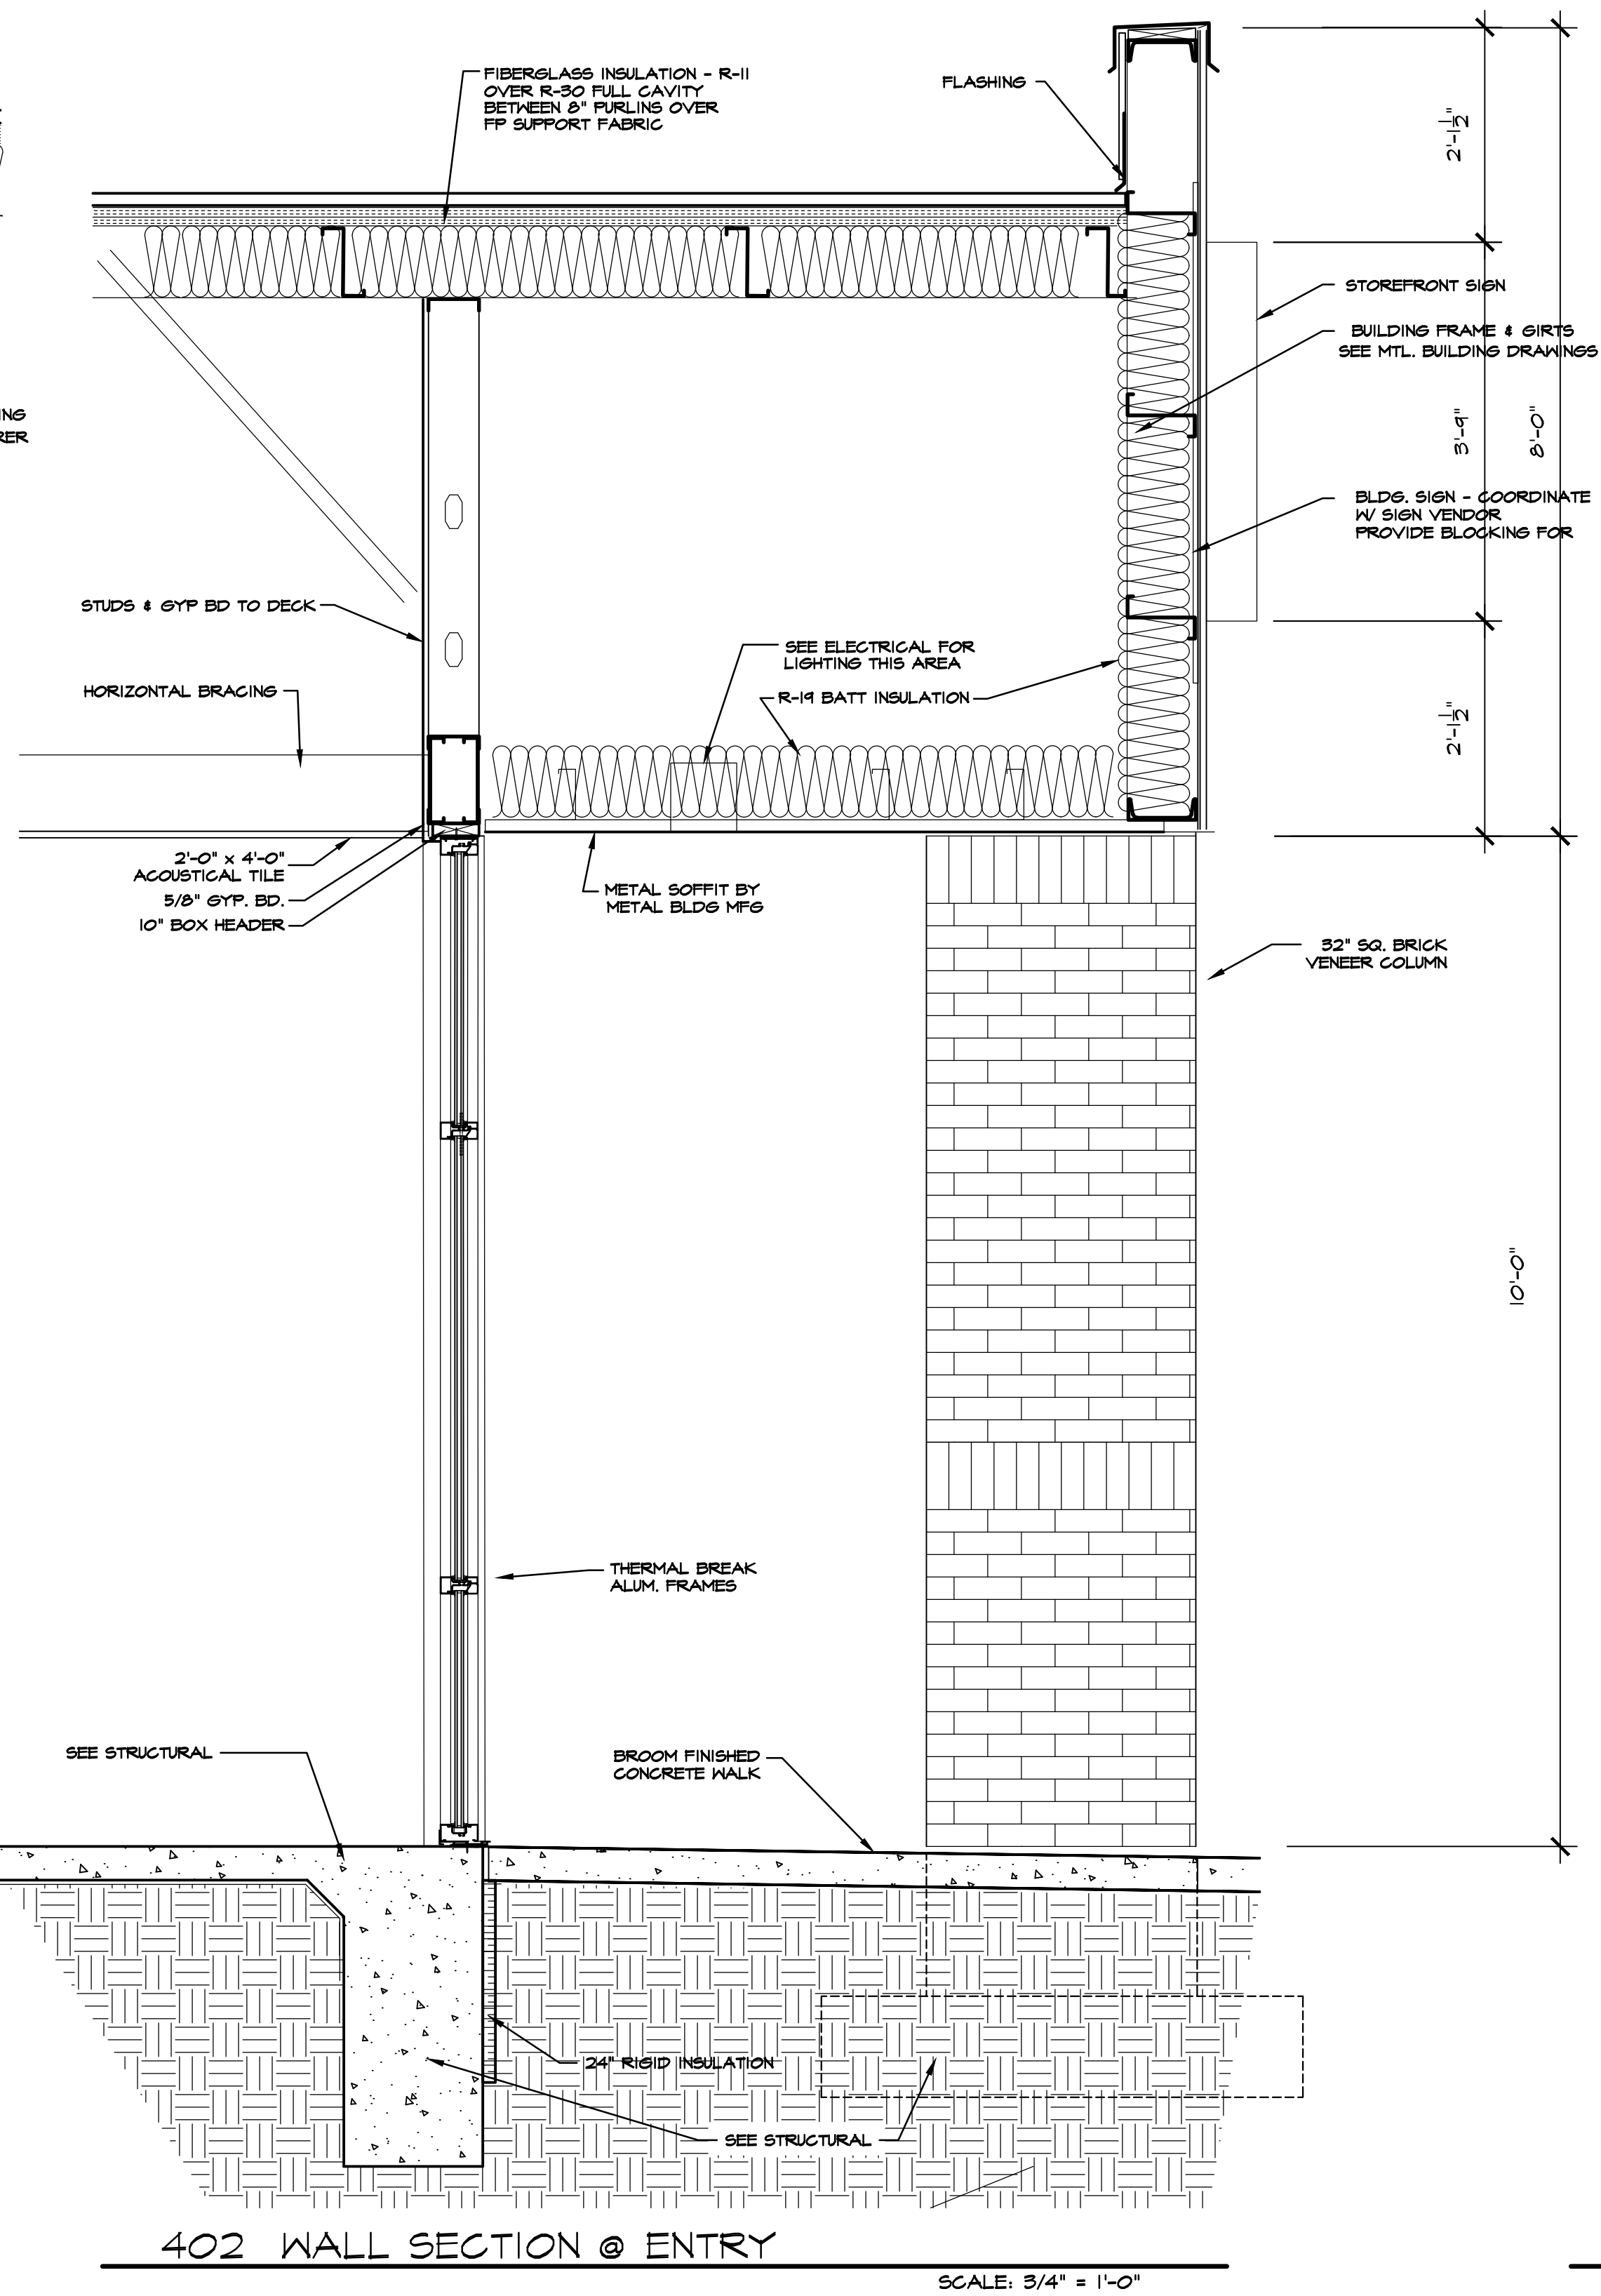 FIBERGLASS INSULATION - R-11
OVER R-30 FULL CAVITY
BETWEEN 8" PURLINS OVER
FP SUPPORT FABRIC
FLASHING
2'-1 1/2"
STOREFRONT SIGN
BUILDING FRAME & GIRTS
SEE MTL. BUILDING DRAWINGS
3'-9"
8'-0"
BLDG. SIGN - COORDINATE
W/ SIGN VENDOR
PROVIDE BLOCKING FOR
STUDS & GYP BD TO DECK
SEE ELECTRICAL FOR
LIGHTING THIS AREA
HORIZONTAL BRACING
R-19 BATT INSULATION
2'-1 1/2"
2'-0" x 4'-0"
ACOUSTICAL TILE
5/8" GYP. BD.
10" BOX HEADER
METAL SOFFIT BY
METAL BLDG MFG
32" SQ. BRICK
VENEER COLUMN
10'-0"
THERMAL BREAK
ALUM. FRAMES
SEE STRUCTURAL
BROOM FINISHED
CONCRETE WALK
24" RIGID INSULATION
SEE STRUCTURAL
402 WALL SECTION @ ENTRY
SCALE: 3/4" = 1'-0"